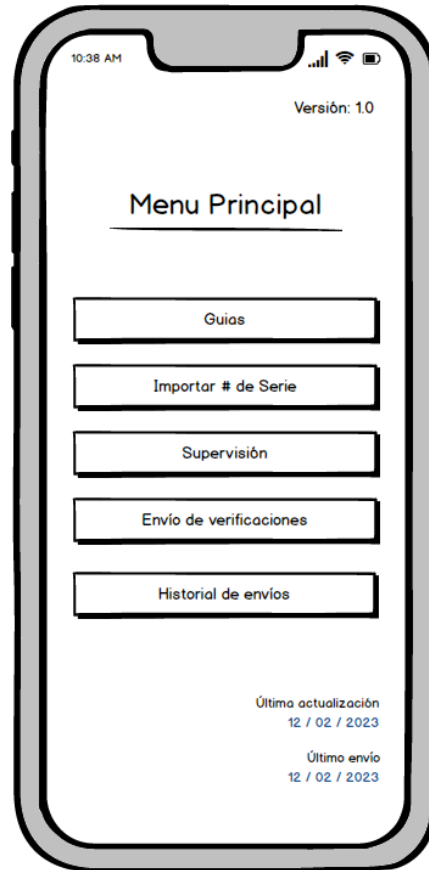 10:38 AM
Versión: 1.0
Menu Principal
Guias
Importar # de Serie
Supervisión
Envío de verificaciones
Historial de envíos
Última actualización
12 / 02 / 2023
Último envío
12 / 02 / 2023